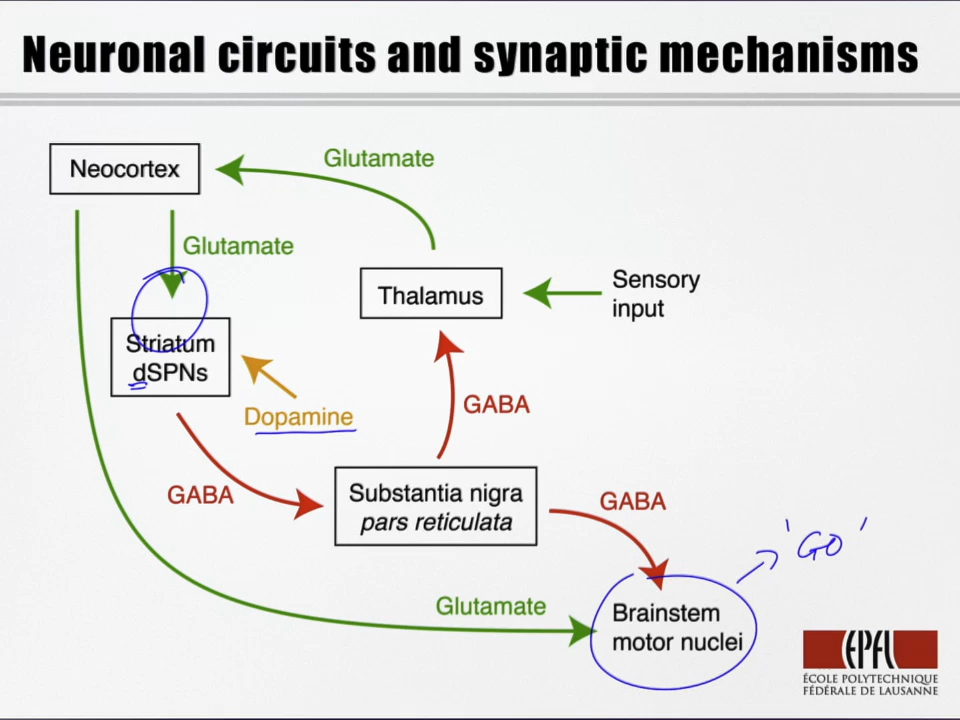 Neuronal circuits and synaptic mechanisms
Glutamate
Neocortex
Glutamate
Sensory
input
Thalamus
Striatum
dSPNs
Dopamine
GABA
GABA
Substantia nigra
pars reticulata
GABA
'GO'
Glutamate
Brainstem
motor nuclei
EPFL
ÉCOLE POLYTECHNIQUE
FÉDÉRALE DE LAUSANNE